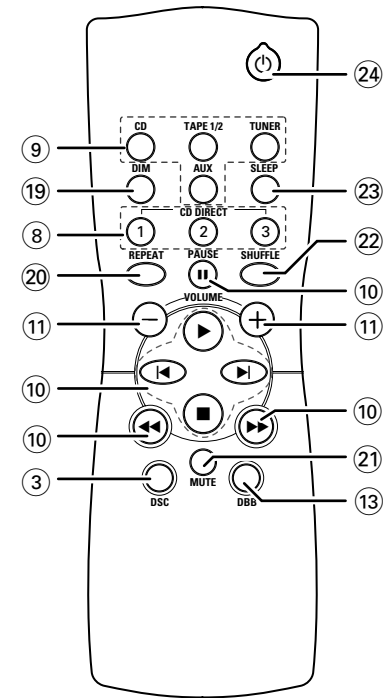 24
CD TAPE 1/2 TUNER
9
DIM AUX SLEEP
19 23
CD DIRECT
8 1 2 3
22
REPEAT PAUSE SHUFFLE
20 10
VOLUME
11 − + 11
10
10 10
3 21
MUTE
13
DSC DBB